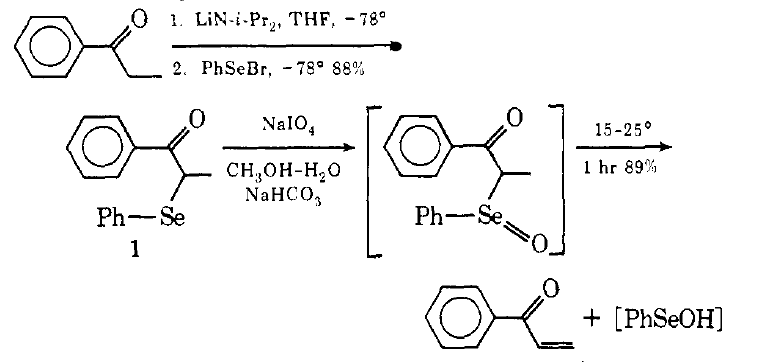 O
1. LiN-i-Pr₂, THF, −78°
2. PhSeBr, −78° 88%
O
Ph—Se
1
NaIO₄
CH₃OH-H₂O
NaHCO₃
O
Ph—Se
O
15-25°
1 hr 89%
O
+ [PhSeOH]